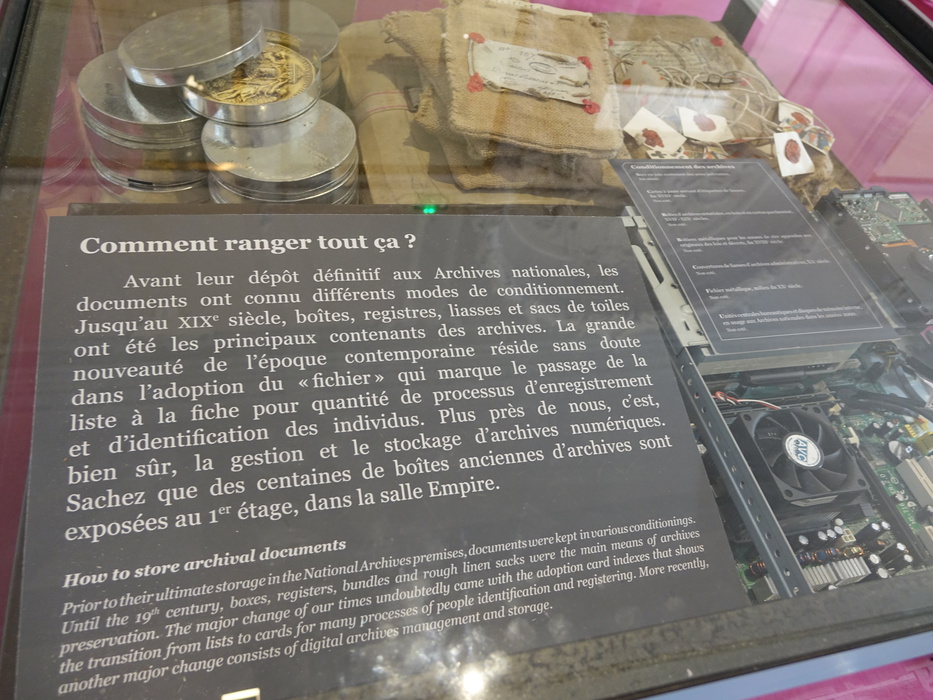 Comment ranger tout ça ?
Avant leur dépôt définitif aux Archives nationales, les
documents ont connu différents modes de conditionnement.
Jusqu'au XIXe siècle, boîtes, registres, liasses et sacs de toiles
ont été les principaux contenants des archives. La grande
nouveauté de l'époque contemporaine réside sans doute
dans l'adoption du « fichier » qui marque le passage de la
liste à la fiche pour quantité de processus d'enregistrement
et d'identification des individus. Plus près de nous, c'est,
bien sûr, la gestion et le stockage d'archives numériques.
Sachez que des centaines de boîtes anciennes d'archives sont
exposées au 1er étage, dans la salle Empire.
How to store archival documents
Prior to their ultimate storage in the National Archives premises, documents were kept in various conditionings.
Until the 19th century, boxes, registers, bundles and rough linen sacks were the main means of archives
preservation. The major change of our times undoubtedly came with the adoption card indexes that shows
the transition from lists to cards for many processes of people identification and registering. More recently,
another major change consists of digital archives management and storage.
Conditionnement des archives
Fichier métallique, milieu du XXe siècle.
AVC